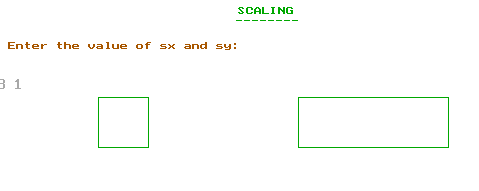 SCALING
Enter the value of sx and sy:
3 1